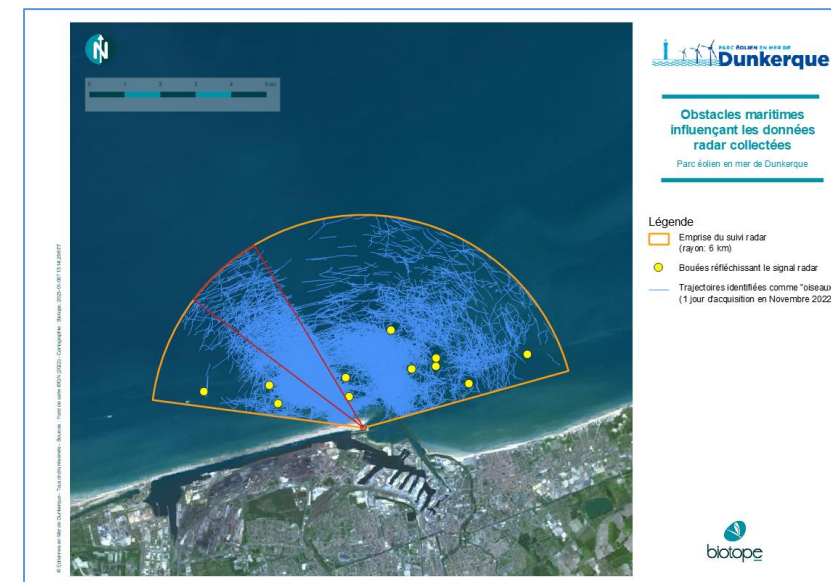 N
0 1 2 3 4 5 km
PARC ÉOLIEN EN MER DE
Dunkerque
Obstacles maritimes
influençant les données
radar collectées
Parc éolien en mer de Dunkerque
Légende
Emprise du suivi radar
(rayon: 6 km)
Bouées réfléchissant le signal radar
Trajectoires identifiées comme "oiseaux
(1 jour d'acquisition en Novembre 2022
biotope